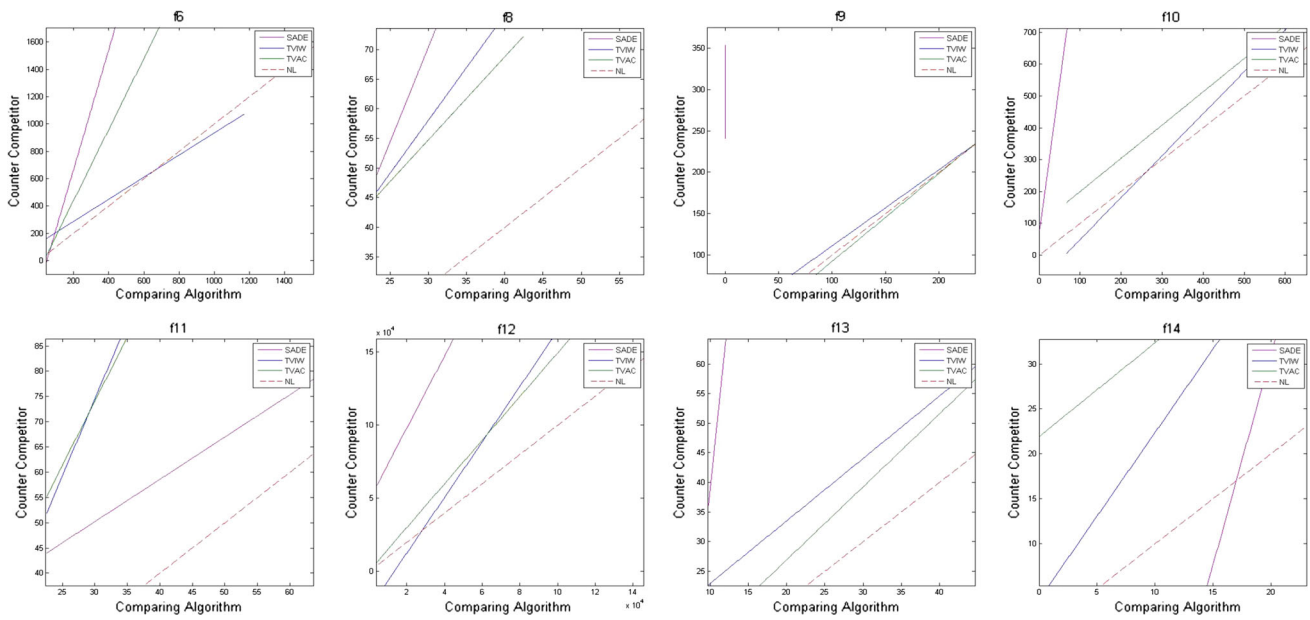 f6
SADE
TVIW
TVAC
NL
Counter Competitor
1600
1400
1200
1000
800
600
400
200
0
200 400 600 800 1000 1200 1400
Comparing Algorithm
f8
SADE
TVIW
TVAC
NL
Counter Competitor
70
65
60
55
50
45
40
35
25 30 35 40 45 50 55
Comparing Algorithm
f9
SADE
TVIW
TVAC
NL
Counter Competitor
350
300
250
200
150
100
0 50 100 150 200
Comparing Algorithm
f10
SADE
TVIW
TVAC
NL
Counter Competitor
700
600
500
400
300
200
100
0
0 100 200 300 400 500 600
Comparing Algorithm
f11
SADE
TVIW
TVAC
NL
Counter Competitor
85
80
75
70
65
60
55
50
45
40
25 30 35 40 45 50 55 60
Comparing Algorithm
f12
x 10⁴
SADE
TVIW
TVAC
NL
Counter Competitor
15
10
5
0
2 4 6 8 10 12 14
x 10⁴
Comparing Algorithm
f13
SADE
TVIW
TVAC
NL
Counter Competitor
60
55
50
45
40
35
30
25
10 15 20 25 30 35 40
Comparing Algorithm
f14
SADE
TVIW
TVAC
NL
Counter Competitor
30
25
20
15
10
0 5 10 15 20
Comparing Algorithm